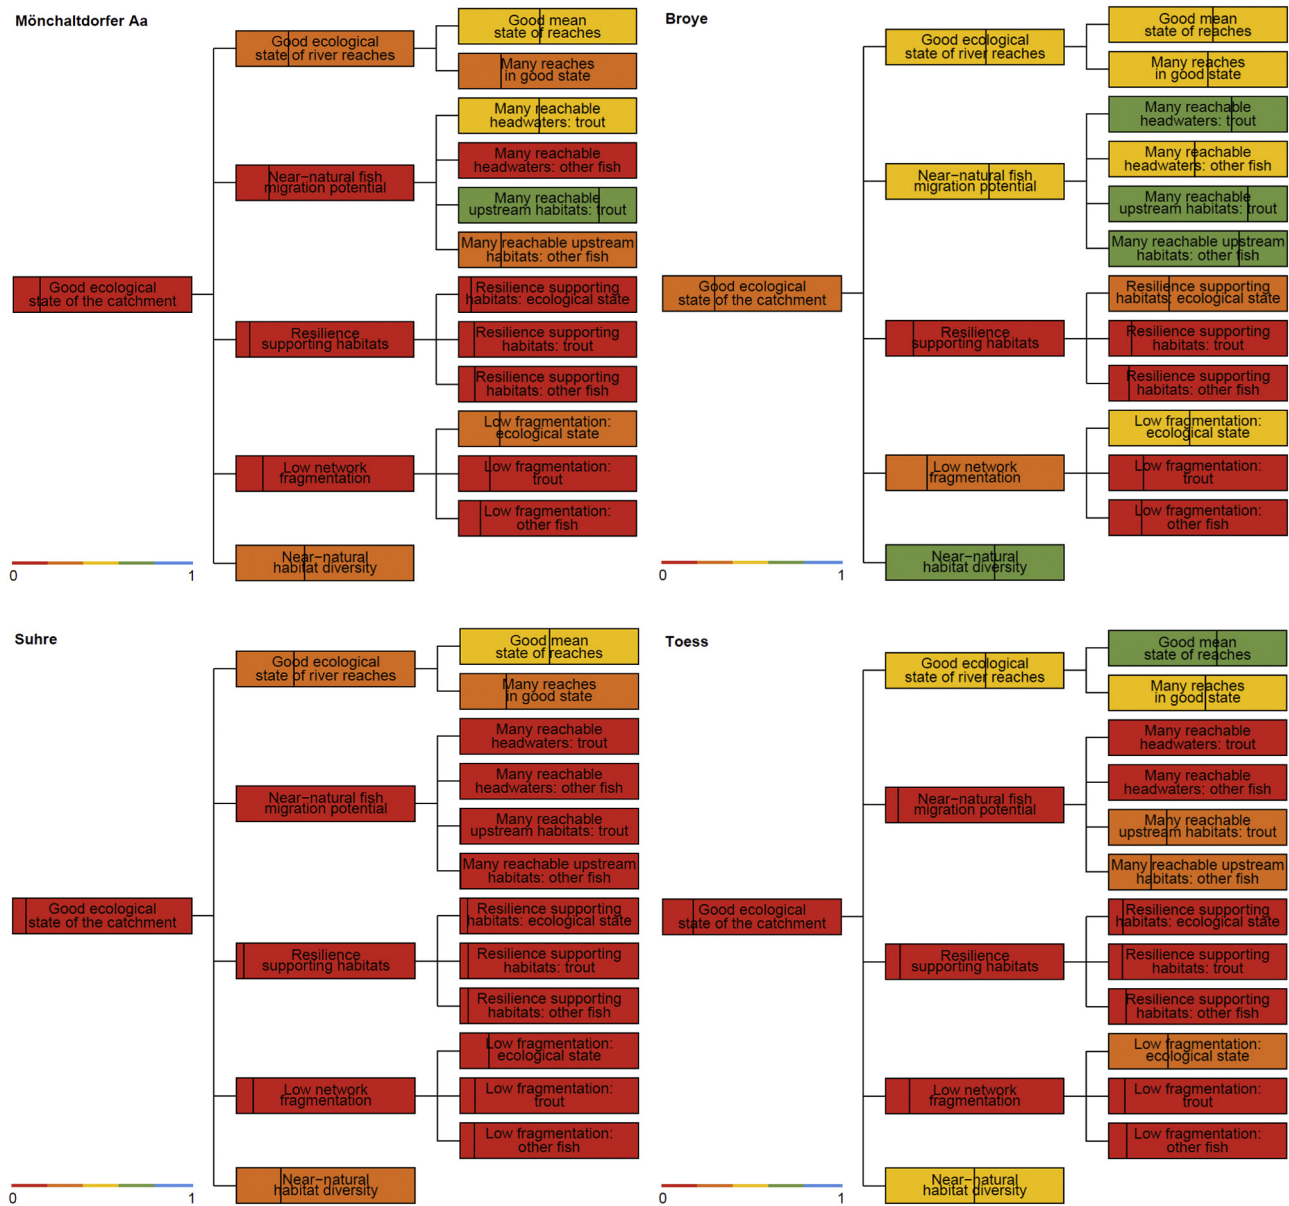 Mönchaltdorfer Aa
Good ecological
state of the catchment
Good ecological
state of river reaches
Near−natural fish
migration potential
Resilience
supporting habitats
Low network
fragmentation
Near−natural
habitat diversity
Good mean
state of reaches
Many reaches
in good state
Many reachable
headwaters: trout
Many reachable
headwaters: other fish
Many reachable
upstream habitats: trout
Many reachable upstream
habitats: other fish
Resilience supporting
habitats: ecological state
Resilience supporting
habitats: trout
Resilience supporting
habitats: other fish
Low fragmentation:
ecological state
Low fragmentation:
trout
Low fragmentation:
other fish
0 1
Broye
Good ecological
state of the catchment
Good ecological
state of river reaches
Near−natural fish
migration potential
Resilience
supporting habitats
Low network
fragmentation
Near−natural
habitat diversity
Good mean
state of reaches
Many reaches
in good state
Many reachable
headwaters: trout
Many reachable
headwaters: other fish
Many reachable
upstream habitats: trout
Many reachable upstream
habitats: other fish
Resilience supporting
habitats: ecological state
Resilience supporting
habitats: trout
Resilience supporting
habitats: other fish
Low fragmentation:
ecological state
Low fragmentation:
trout
Low fragmentation:
other fish
0 1
Suhre
Good ecological
state of the catchment
Good ecological
state of river reaches
Near−natural fish
migration potential
Resilience
supporting habitats
Low network
fragmentation
Near−natural
habitat diversity
Good mean
state of reaches
Many reaches
in good state
Many reachable
headwaters: trout
Many reachable
headwaters: other fish
Many reachable
upstream habitats: trout
Many reachable upstream
habitats: other fish
Resilience supporting
habitats: ecological state
Resilience supporting
habitats: trout
Resilience supporting
habitats: other fish
Low fragmentation:
ecological state
Low fragmentation:
trout
Low fragmentation:
other fish
0 1
Toess
Good ecological
state of the catchment
Good ecological
state of river reaches
Near−natural fish
migration potential
Resilience
supporting habitats
Low network
fragmentation
Near−natural
habitat diversity
Good mean
state of reaches
Many reaches
in good state
Many reachable
headwaters: trout
Many reachable
headwaters: other fish
Many reachable
upstream habitats: trout
Many reachable upstream
habitats: other fish
Resilience supporting
habitats: ecological state
Resilience supporting
habitats: trout
Resilience supporting
habitats: other fish
Low fragmentation:
ecological state
Low fragmentation:
trout
Low fragmentation:
other fish
0 1